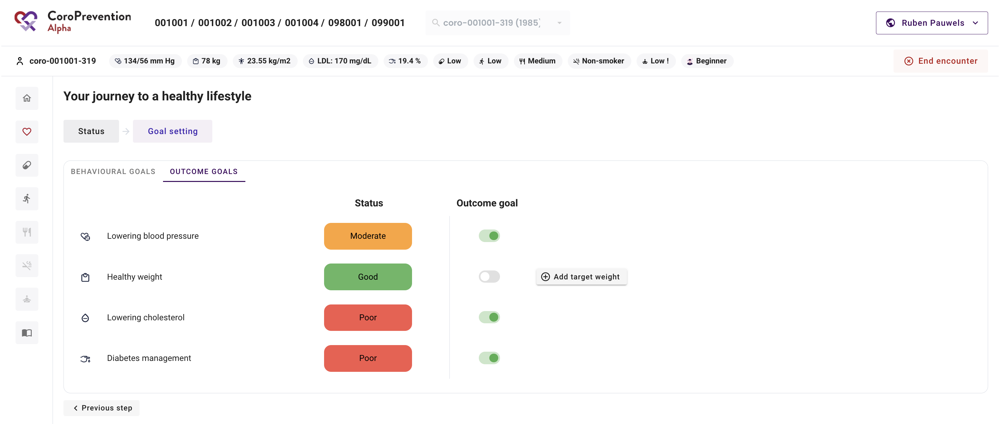 CoroPrevention
Alpha
001001 / 001002 / 001003 / 001004 / 098001 / 099001
coro-001001-319 (1985)
Ruben Pauwels
coro-001001-319
134/56 mm Hg
78 kg
23.55 kg/m2
LDL: 170 mg/dL
19.4 %
Low
Low
Medium
Non-smoker
Low !
Beginner
End encounter
Your journey to a healthy lifestyle
Status
Goal setting
BEHAVIOURAL GOALS
OUTCOME GOALS
Status
Outcome goal
Lowering blood pressure
Moderate
Healthy weight
Good
Add target weight
Lowering cholesterol
Poor
Diabetes management
Poor
Previous step